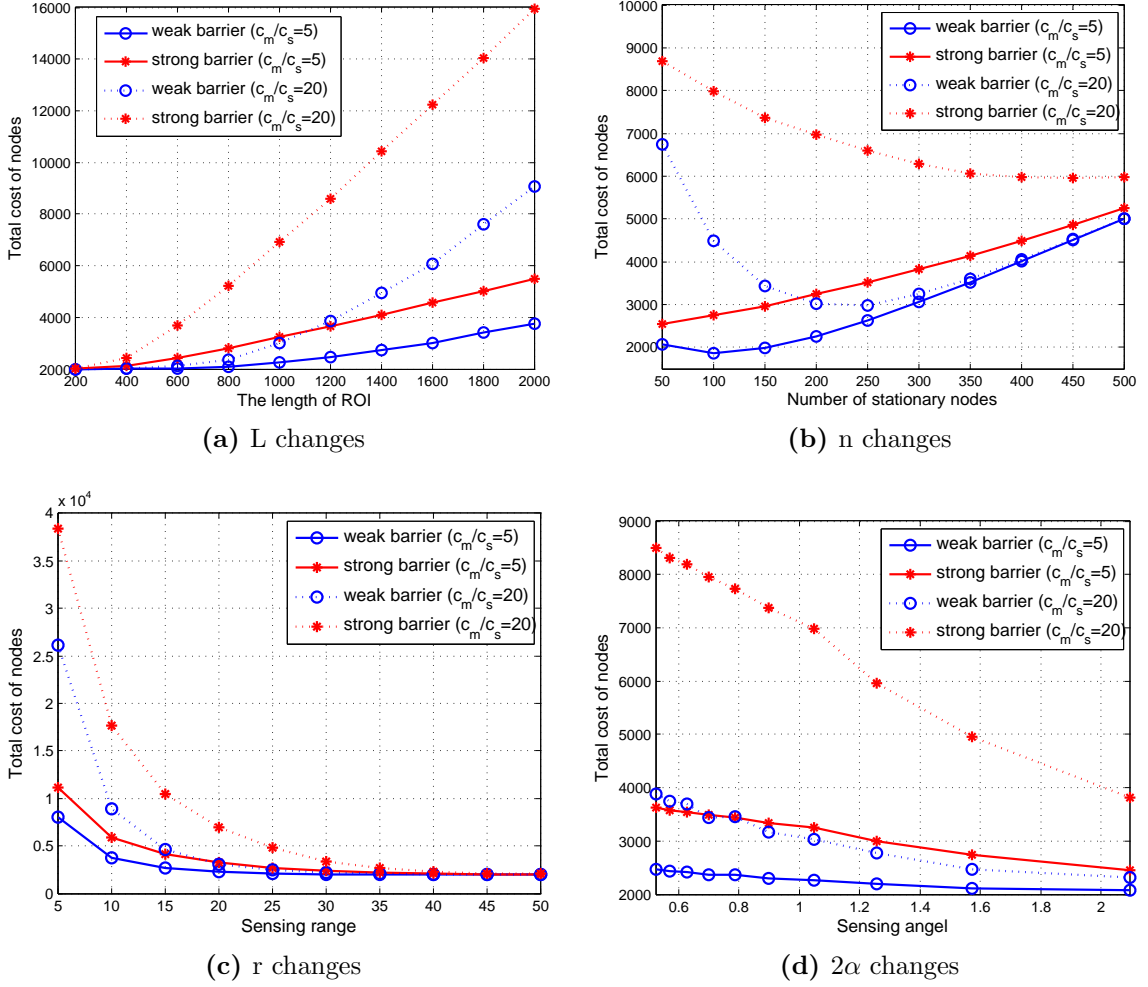 16000
14000
12000
10000
8000
6000
4000
2000
Total cost of nodes
weak barrier (c_m/c_s=5)
strong barrier (c_m/c_s=5)
weak barrier (c_m/c_s=20)
strong barrier (c_m/c_s=20)
200 400 600 800 1000 1200 1400 1600 1800 2000
The length of ROI
(a) L changes
10000
9000
8000
7000
6000
5000
4000
3000
2000
Total cost of nodes
weak barrier (c_m/c_s=5)
strong barrier (c_m/c_s=5)
weak barrier (c_m/c_s=20)
strong barrier (c_m/c_s=20)
50 100 150 200 250 300 350 400 450 500
Number of stationary nodes
(b) n changes
x 10^4
4
3.5
3
2.5
2
1.5
1
0.5
0
Total cost of nodes
weak barrier (c_m/c_s=5)
strong barrier (c_m/c_s=5)
weak barrier (c_m/c_s=20)
strong barrier (c_m/c_s=20)
5 10 15 20 25 30 35 40 45 50
Sensing range
(c) r changes
9000
8000
7000
6000
5000
4000
3000
2000
Total cost of nodes
weak barrier (c_m/c_s=5)
strong barrier (c_m/c_s=5)
weak barrier (c_m/c_s=20)
strong barrier (c_m/c_s=20)
0.6 0.8 1 1.2 1.4 1.6 1.8 2
Sensing angel
(d) 2α changes